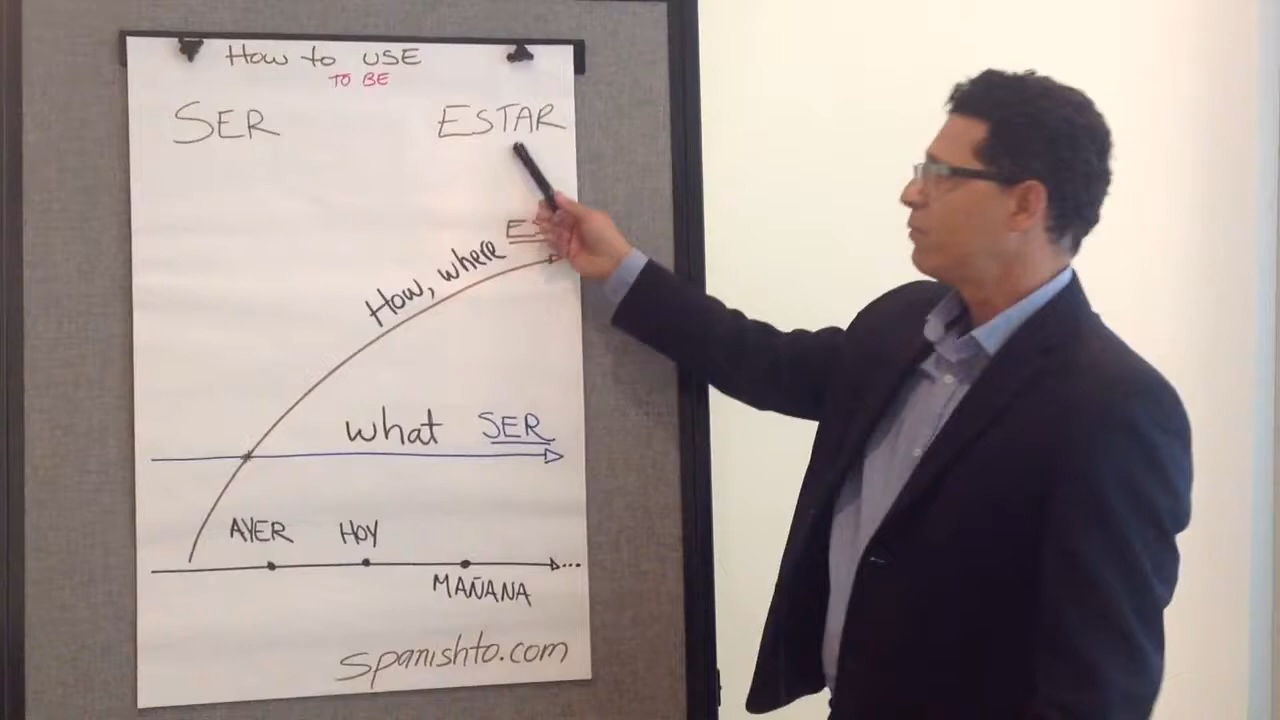 How to USE
TO BE
SER ESTAR
How, where
what SER
AYER HOY
MAÑANA
spanishto.com